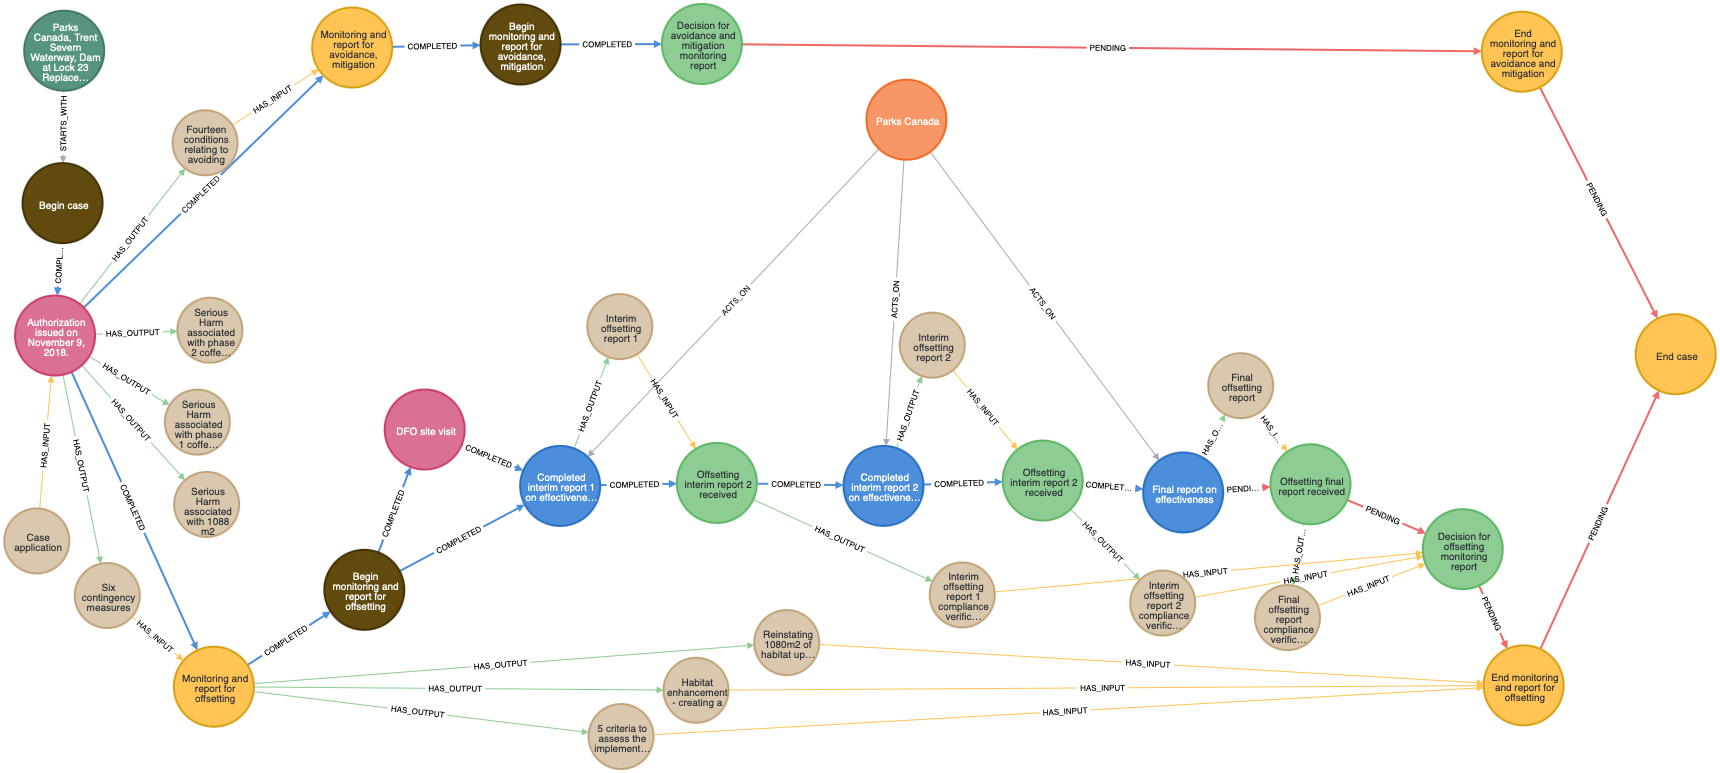 Parks
Canada, Trent
Severn
Waterway, Dam
at Lock 23
Replace...
STARTS_WITH
Begin case
COMPL...
Authorization
issued on
November 9,
2018.
HAS_OUTPUT
Fourteen
conditions
relating to
avoiding
HAS_INPUT
COMPLETED
Monitoring and
report for
avoidance,
mitigation
COMPLETED
Begin
monitoring and
report for
avoidance,
mitigation
COMPLETED
Decision for
avoidance and
mitigation
monitoring
report
PENDING
End
monitoring and
report for
avoidance and
mitigation
PENDING
End case
Parks Canada
ACTS_ON
ACTS_ON
ACTS_ON
HAS_OUTPUT
Serious
Harm
associated
with phase
2 coffe...
HAS_OUTPUT
Serious
Harm
associated
with phase
1 coffe...
HAS_OUTPUT
Serious
Harm
associated
with 1088
m2
HAS_INPUT
Case
application
HAS_OUTPUT
Six
contingency
measures
HAS_INPUT
COMPLETED
Monitoring and
report for
offsetting
COMPLETED
Begin
monitoring and
report for
offsetting
COMPLETED
DFO site visit
COMPLETED
COMPLETED
Completed
interim report 1
on effectivene...
HAS_OUTPUT
Interim
offsetting
report 1
HAS_INPUT
COMPLETED
Offsetting
interim report 2
received
COMPLETED
Completed
interim report 2
on effectivene...
HAS_OUTPUT
Interim
offsetting
report 2
HAS_INPUT
COMPLETED
Offsetting
interim report 2
received
COMPLET...
Final report on
effectiveness
HAS_O...
Final
offsetting
report
HAS_I...
PENDI...
Offsetting final
report received
PENDING
Decision for
offsetting
monitoring
report
HAS_OUTPUT
Interim
offsetting
report 1
compliance
verific...
HAS_INPUT
HAS_OUTPUT
Interim
offsetting
report 2
compliance
verific...
HAS_INPUT
HAS_OUT...
Final
offsetting
report
compliance
verific...
HAS_INPUT
PENDING
End monitoring
and report for
offsetting
PENDING
HAS_OUTPUT
Reinstating
1080m2 of
habitat up...
HAS_INPUT
HAS_OUTPUT
Habitat
enhancement
- creating a
HAS_INPUT
HAS_OUTPUT
5 criteria to
assess the
implement...
HAS_INPUT